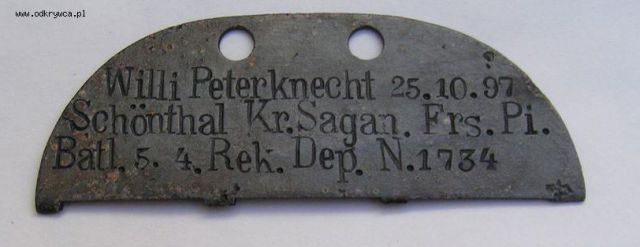 www.odkrywca.pl
Willi Peterknecht 25.10.97
Schönthal Kr. Sagan. Ers. Pi.
Batl. 5. 4. Rek. Dep. N.1734